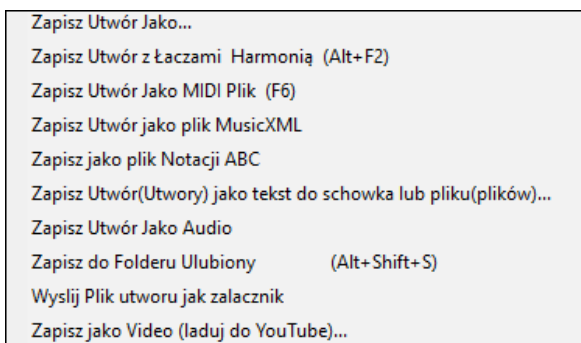 Zapisz Utwór Jako...
Zapisz Utwór z Łaczami  Harmonią  (Alt+F2)
Zapisz Utwór Jako MIDI Plik  (F6)
Zapisz Utwór jako plik MusicXML
Zapisz jako plik Notacji ABC
Zapisz Utwór(Utwory) jako tekst do schowka lub pliku(plików)...
Zapisz Utwór Jako Audio
Zapisz do Folderu Ulubiony (Alt+Shift+S)
Wyslij Plik utworu jak zalacznik
Zapisz jako Video (laduj do YouTube)...